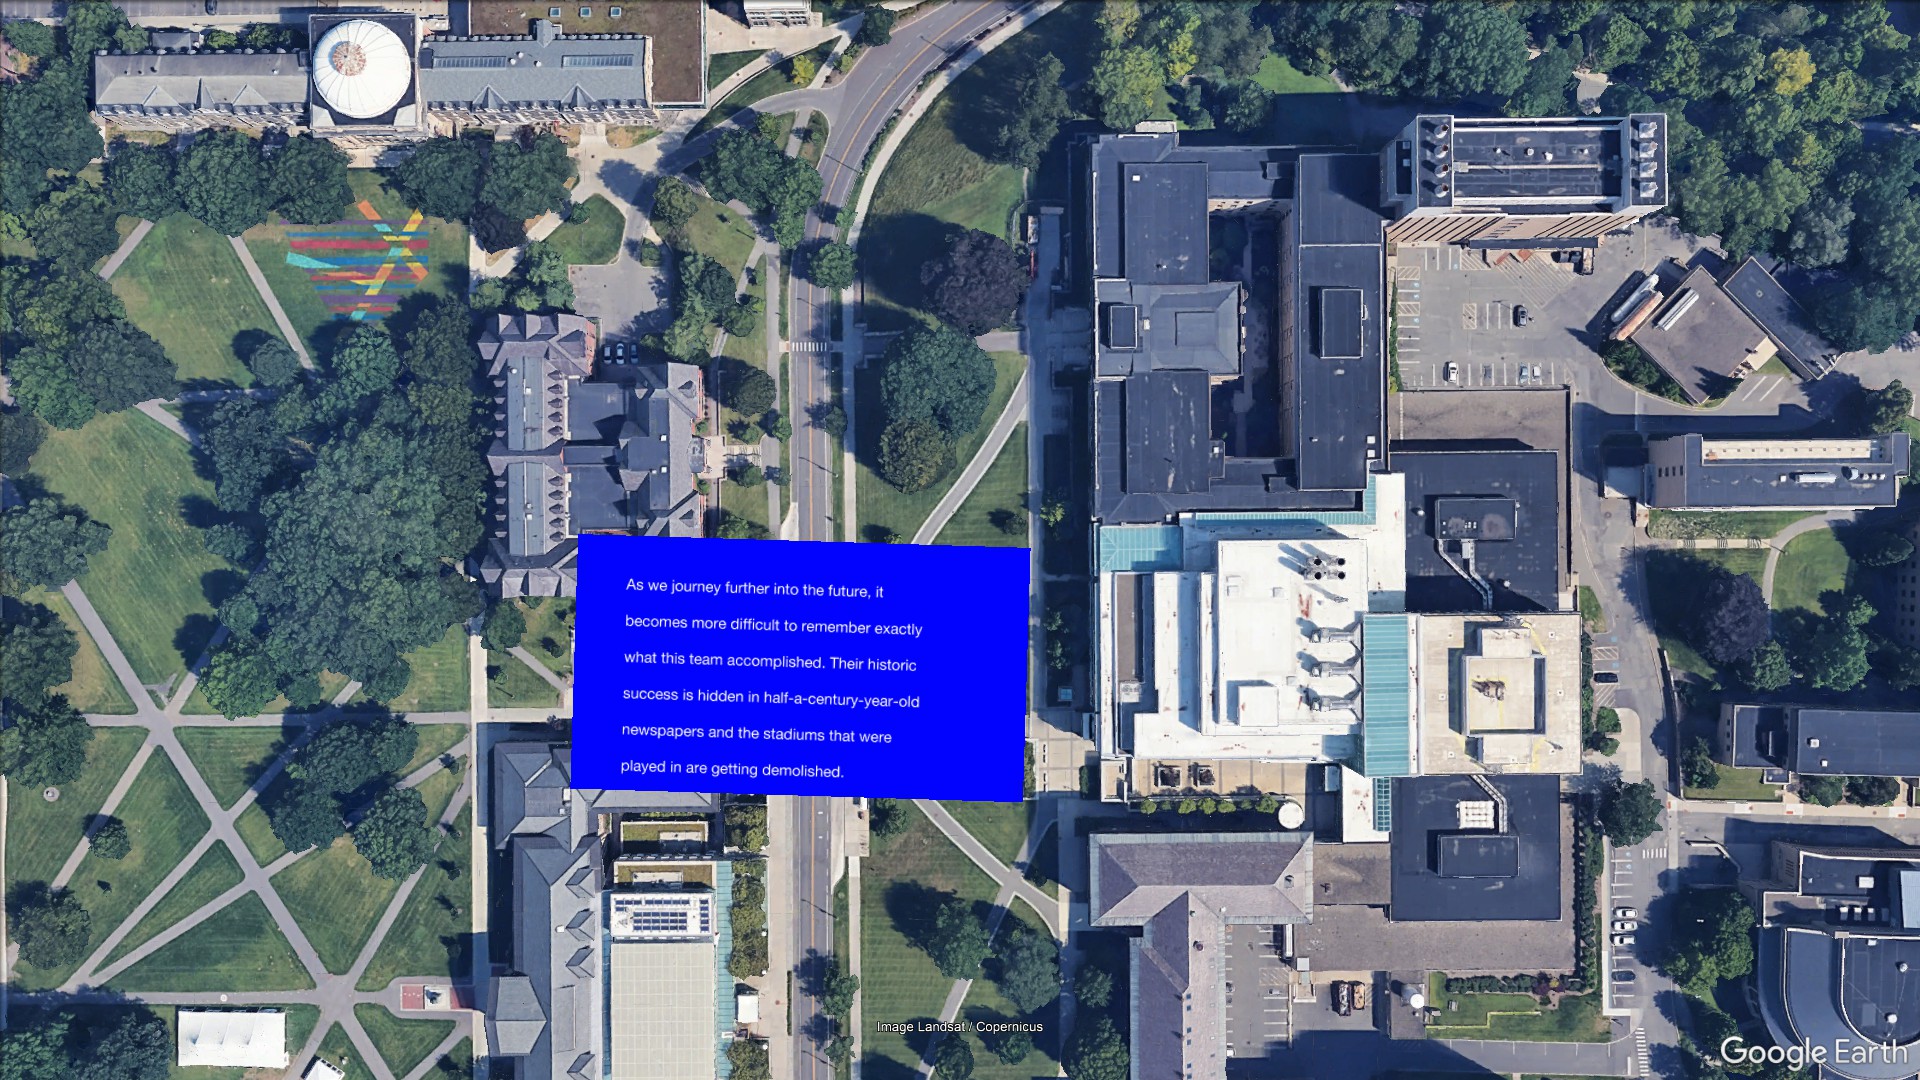 As we journey further into the future, it
becomes more difficult to remember exactly
what this team accomplished. Their historic
success is hidden in half-a-century-year-old
newspapers and the stadiums that were
played in are getting demolished.
Image Landsat / Copernicus
Google Earth